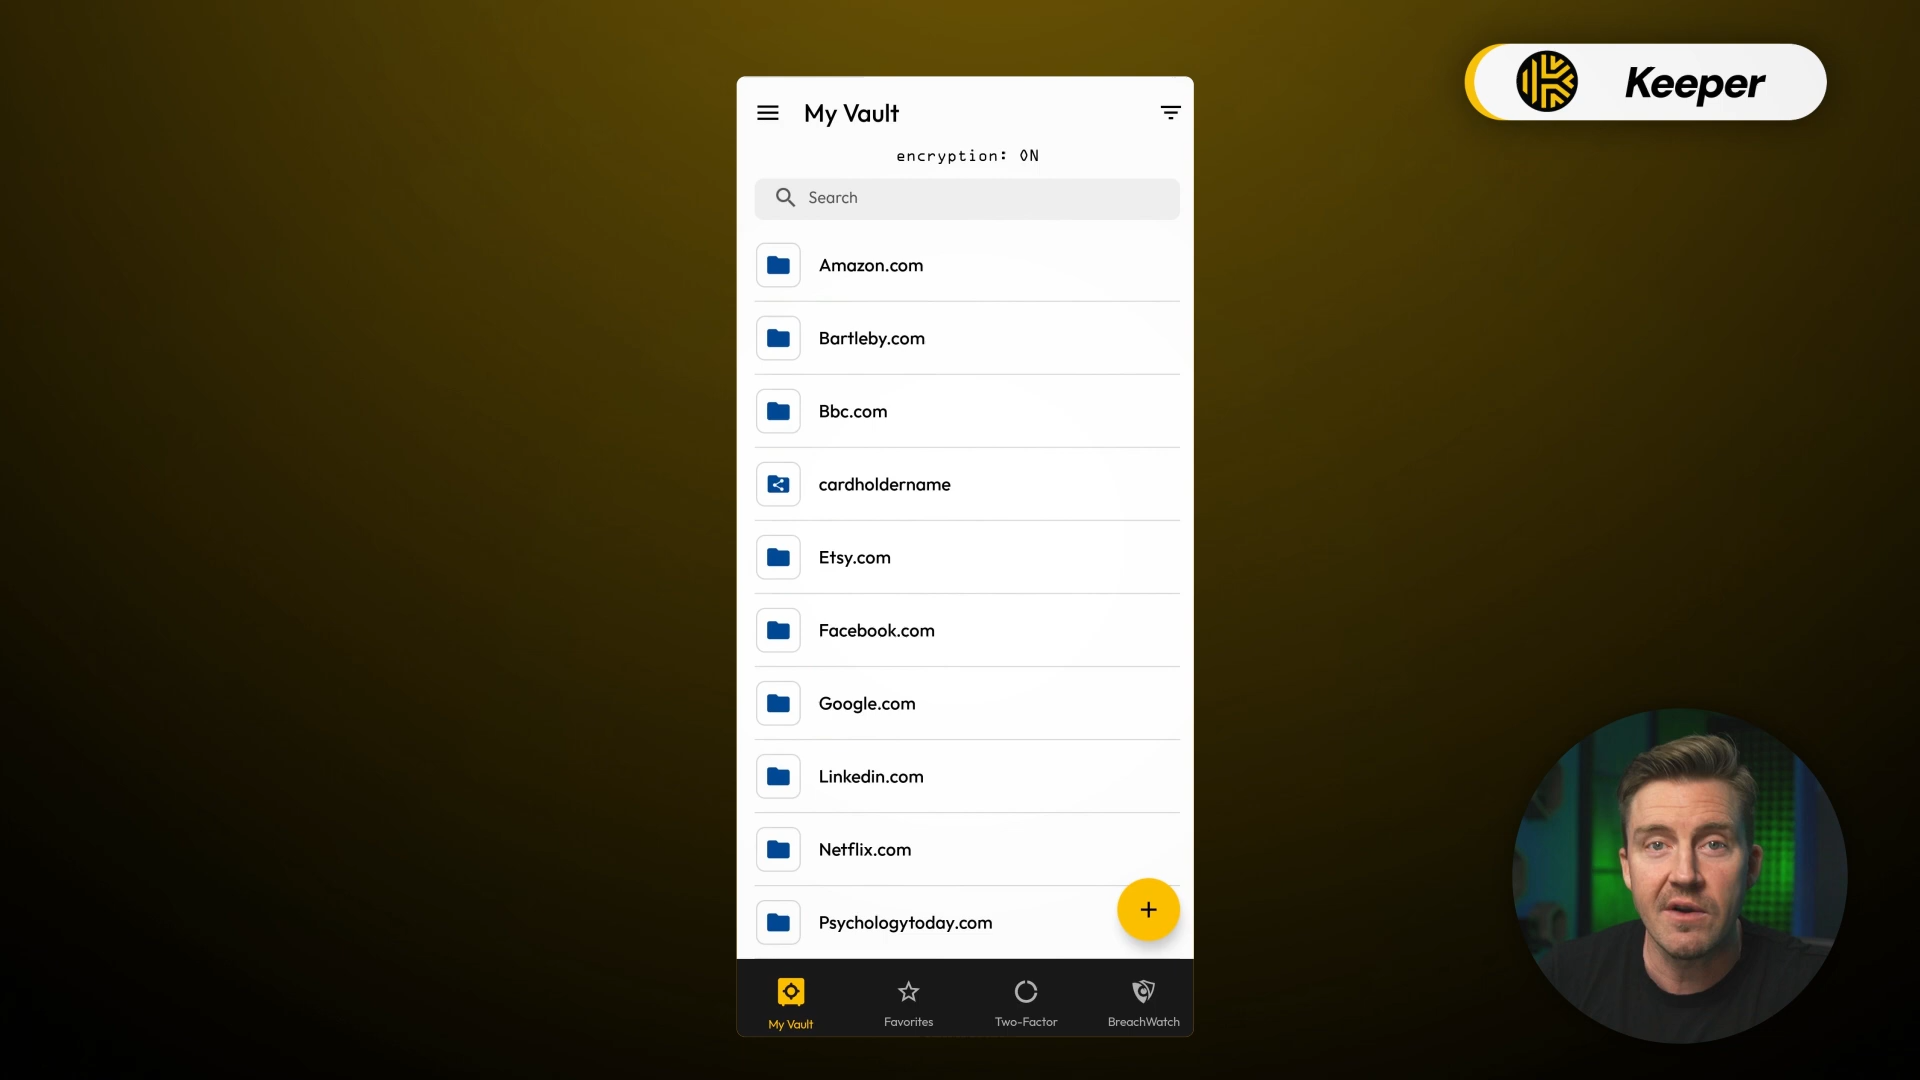 Keeper
My Vault
encryption: ON
Search
Amazon.com
Bartleby.com
Bbc.com
cardholdername
Etsy.com
Facebook.com
Google.com
Linkedin.com
Netflix.com
Psychologytoday.com
My Vault
Favorites
Two-Factor
BreachWatch